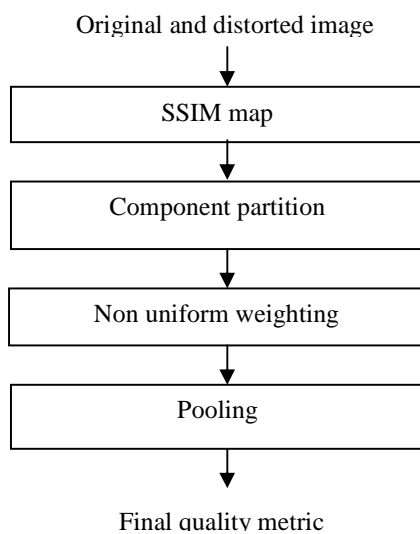 Original and distorted image
SSIM map
Component partition
Non uniform weighting
Pooling
Final quality metric